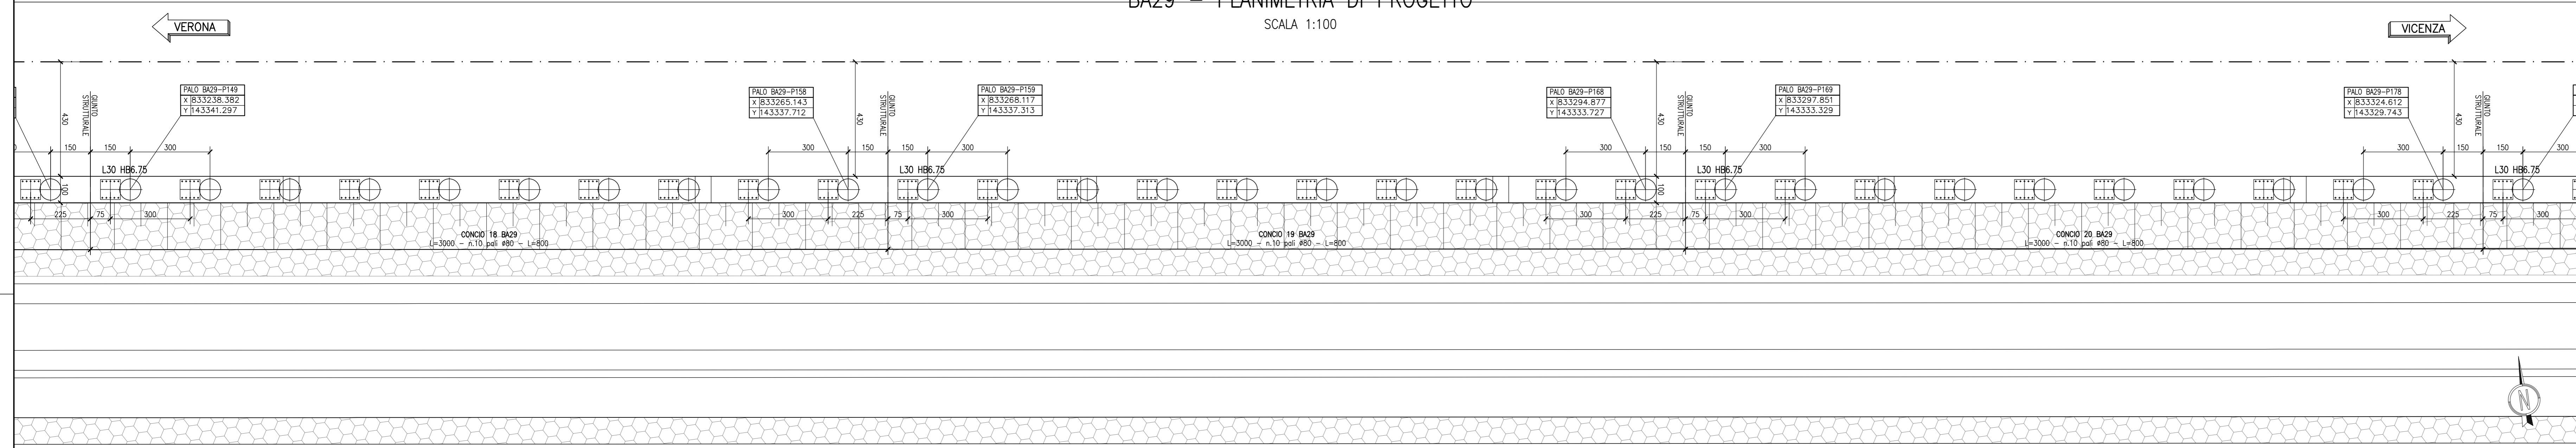 BA29 - PLANIMETRIA DI PROGETTO
SCALA 1:100
VERONA
VICENZA
PALO BA29-P149
X 833238.382
Y 143341.297
PALO BA29-P158
X 833265.143
Y 143337.712
PALO BA29-P159
X 833268.117
Y 143337.313
PALO BA29-P168
X 833294.877
Y 143333.727
PALO BA29-P169
X 833297.851
Y 143333.329
PALO BA29-P178
X 833324.612
Y 143329.743
430
GIUNTO
STRUTTURALE
430
GIUNTO
STRUTTURALE
430
GIUNTO
STRUTTURALE
430
GIUNTO
STRUTTURALE
150
150
300
300
150
150
300
300
150
150
300
300
150
150
300
L30 HB6.75
L30 HB6.75
L30 HB6.75
L30 HB6.75
100
100
225
75
300
300
225
75
300
300
225
75
300
300
225
75
300
CONCIO 18 BA29
L=3000 - n.10 pali ø80 - L=800
CONCIO 19 BA29
L=3000 - n.10 pali ø80 - L=800
CONCIO 20 BA29
L=3000 - n.10 pali ø80 - L=800
N